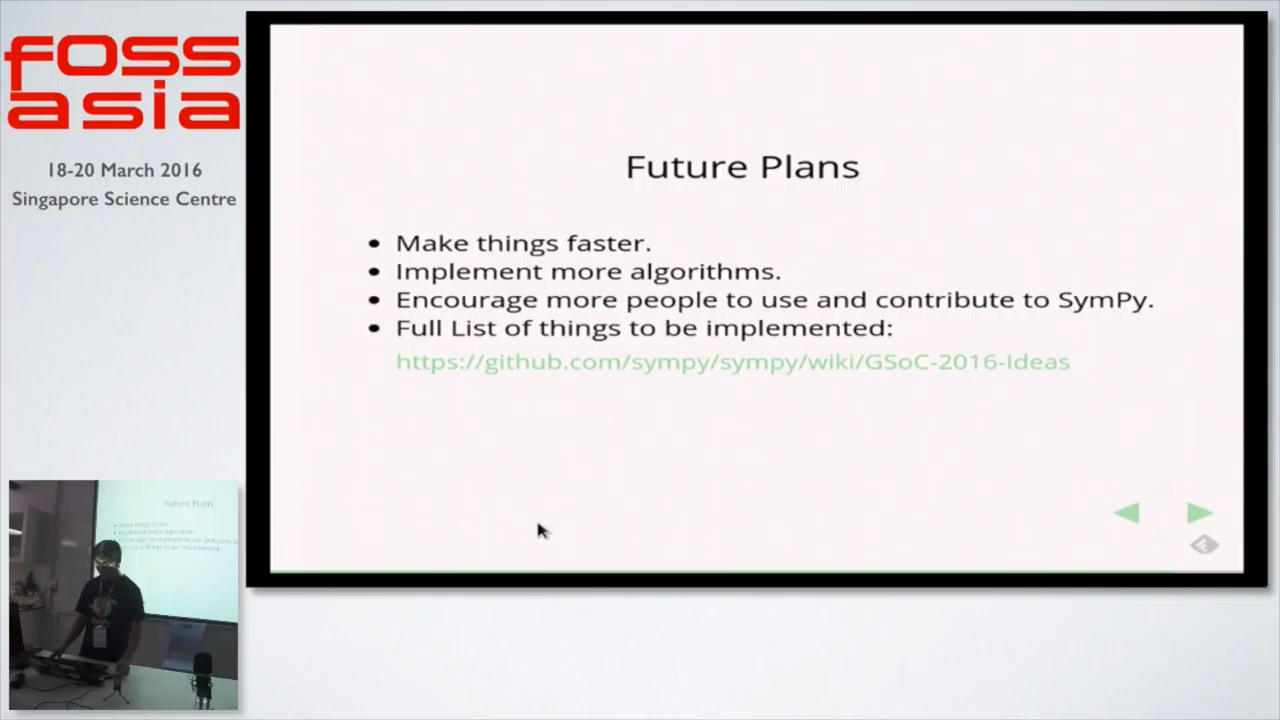 foss
asia
18-20 March 2016
Singapore Science Centre
Future Plans
Make things faster.
Implement more algorithms.
Encourage more people to use and contribute to SymPy.
Full List of things to be implemented:
https://github.com/sympy/sympy/wiki/GSoC-2016-Ideas
Future Plans